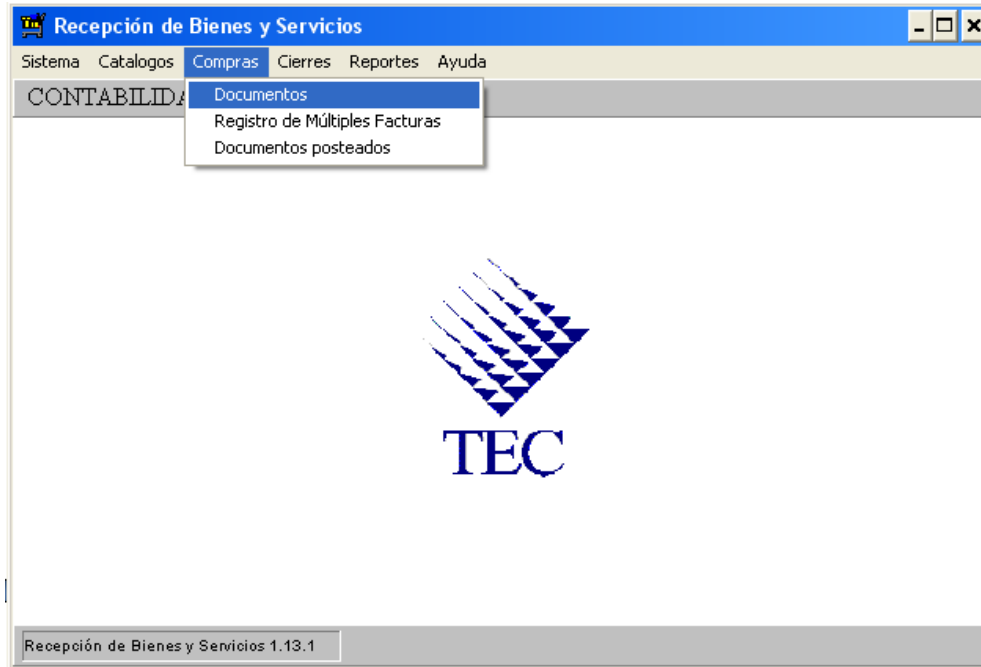 Recepción de Bienes y Servicios
Sistema Catalogos Compras Cierres Reportes Ayuda
CONTABILIDA
Documentos
Registro de Múltiples Facturas
Documentos posteados
TEC
Recepción de Bienes y Servicios 1.13.1